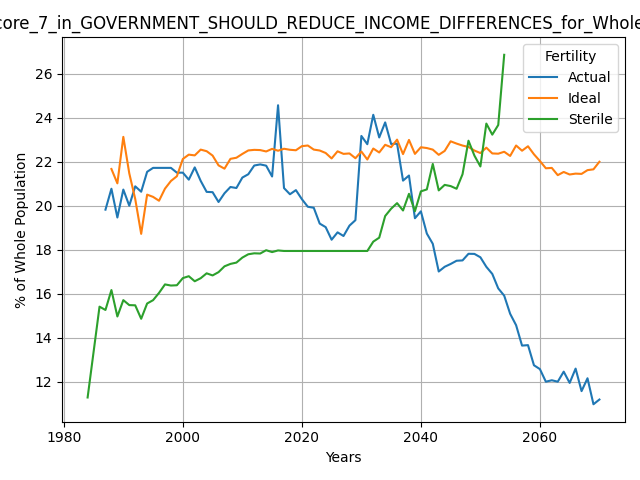 core_7_in_GOVERNMENT_SHOULD_REDUCE_INCOME_DIFFERENCES_for_Whole
Fertility
Actual
Ideal
Sterile
26
24
22
20
18
16
14
12
% of Whole Population
1980
2000
2020
2040
2060
Years